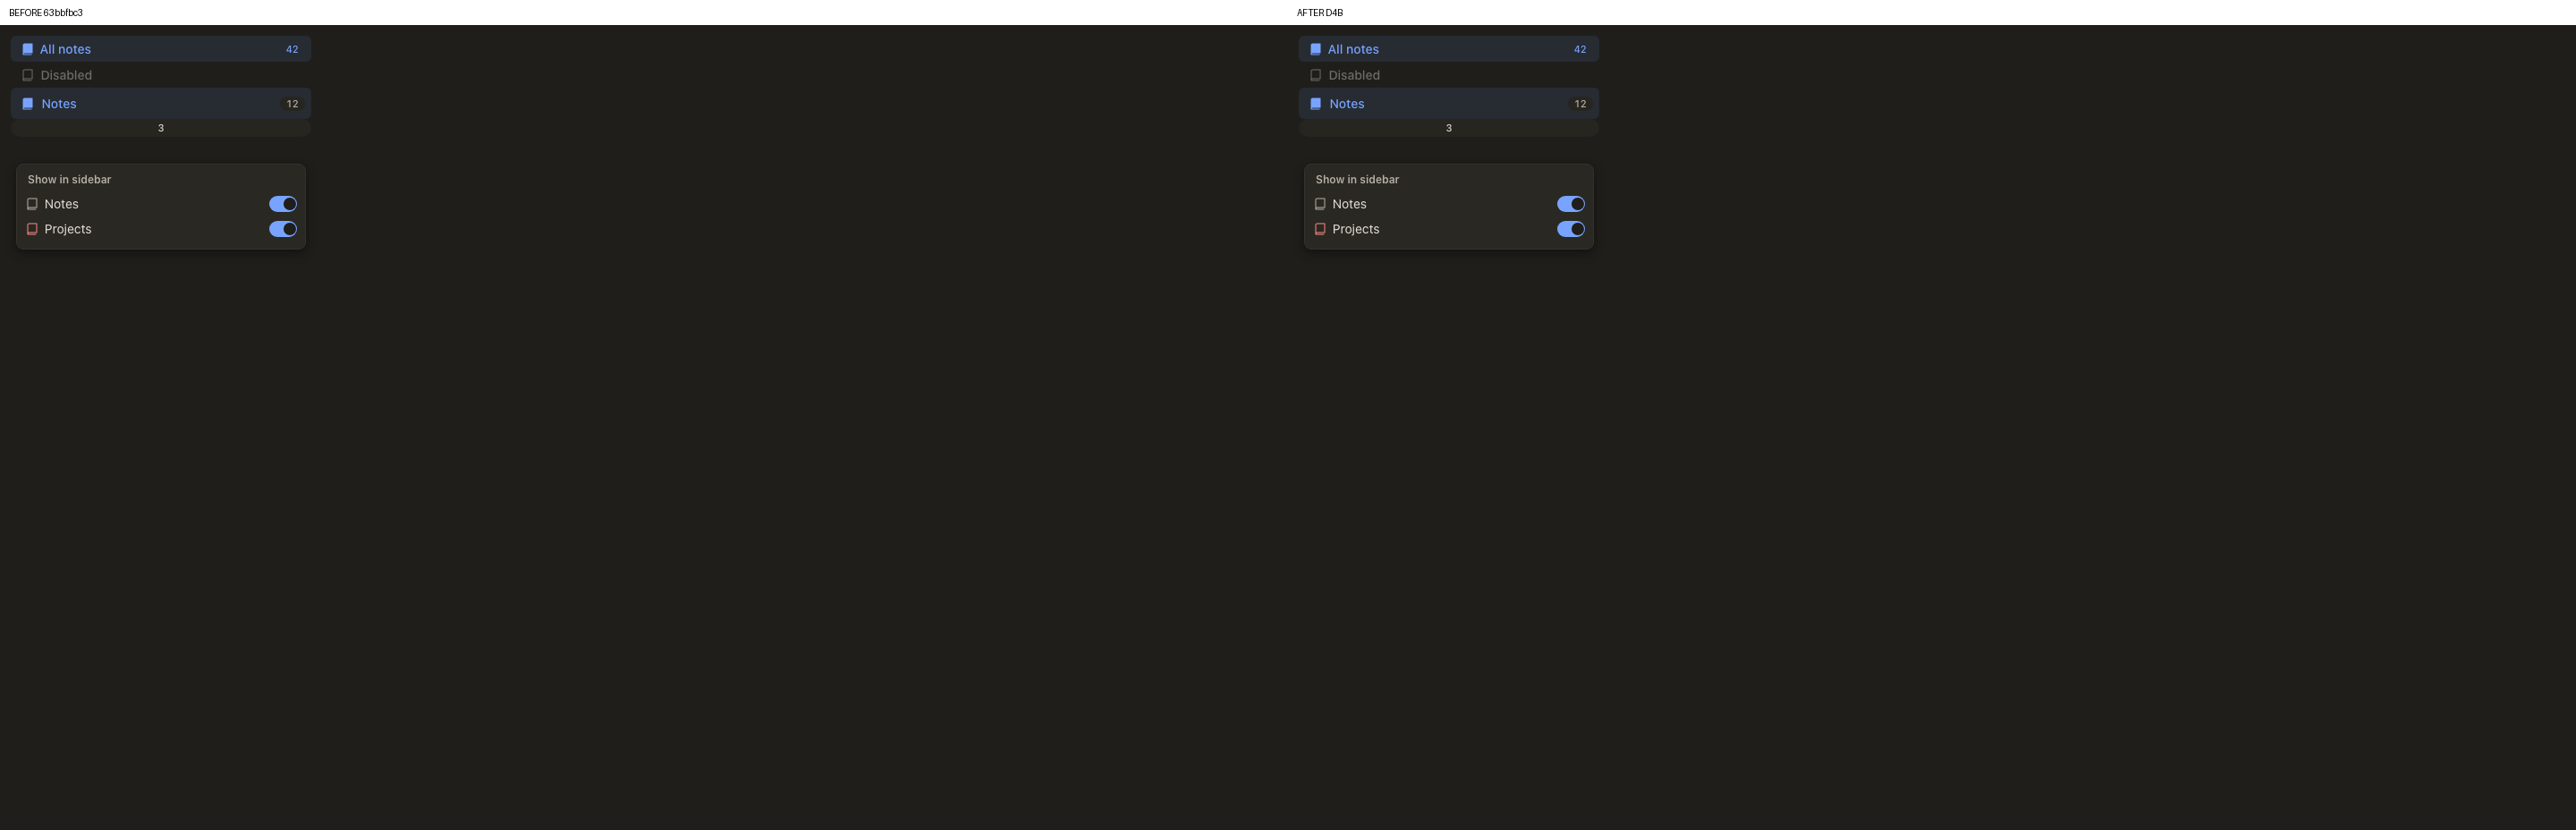 BEFORE 63bbfbc3
All notes 42
Disabled
Notes 12
3
Show in sidebar
Notes
Projects
AFTER D4B
All notes 42
Disabled
Notes 12
3
Show in sidebar
Notes
Projects